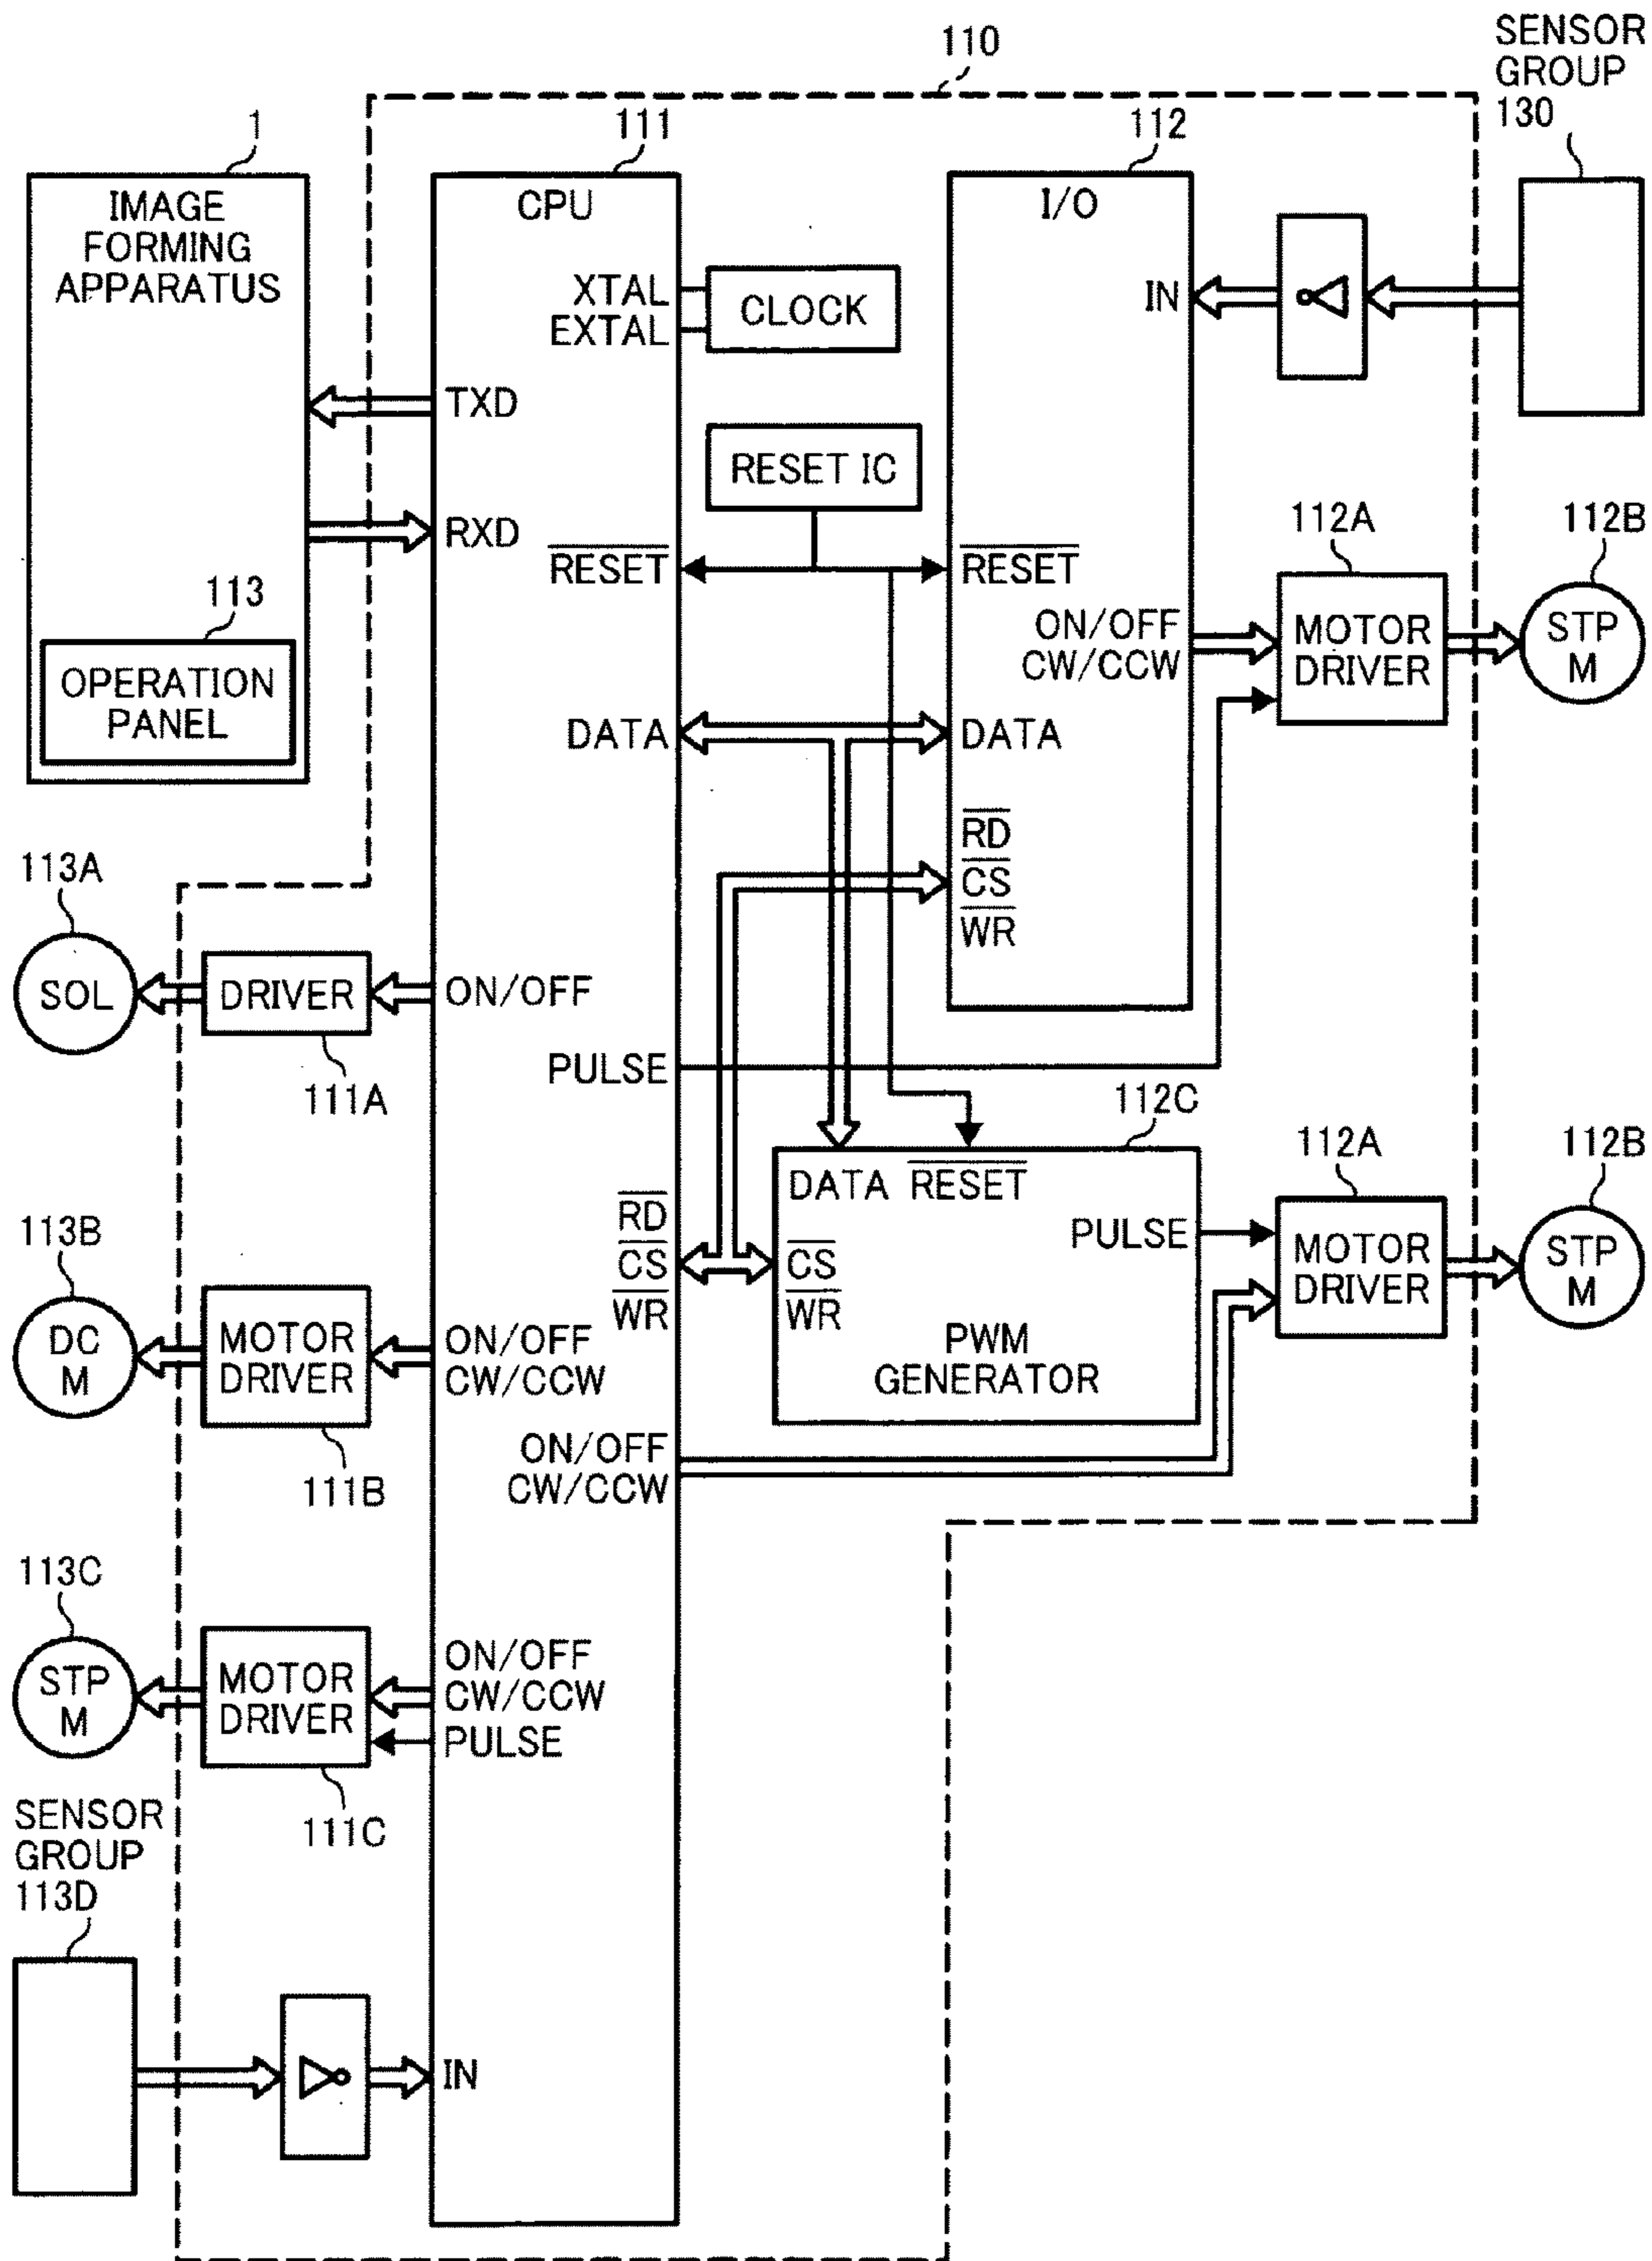 110
SENSOR
GROUP
130
1
111
112
IMAGE
FORMING
APPARATUS
CPU
I/O
XTAL
EXTAL
CLOCK
IN
TXD
RESET IC
RXD
RESET
RESET
112A
112B
113
OPERATION
PANEL
ON/OFF
CW/CCW
MOTOR
DRIVER
STP
M
DATA
DATA
RD
CS
WR
113A
SOL
DRIVER
ON/OFF
111A
PULSE
112C
DATA RESET
PULSE
CS
WR
PWM
GENERATOR
112A
112B
MOTOR
DRIVER
STP
M
RD
CS
WR
113B
DC
M
MOTOR
DRIVER
ON/OFF
CW/CCW
111B
ON/OFF
CW/CCW
113C
STP
M
MOTOR
DRIVER
ON/OFF
CW/CCW
PULSE
111C
SENSOR
GROUP
113D
IN